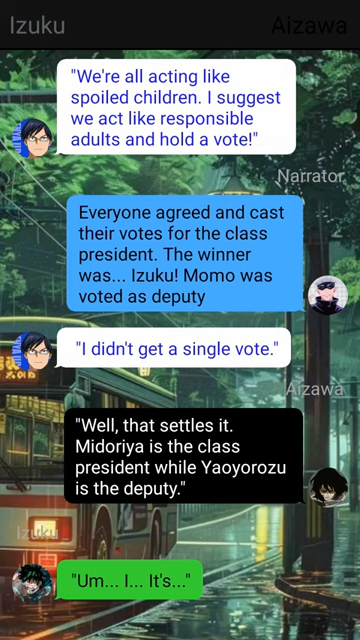 Izuku
Aizawa
"We're all acting like
spoiled children. I suggest
we act like responsible
adults and hold a vote!"
Narrator
Everyone agreed and cast
their votes for the class
president. The winner
was... Izuku! Momo was
voted as deputy
"I didn't get a single vote."
Aizawa
"Well, that settles it.
Midoriya is the class
president while Yaoyorozu
is the deputy."
Izuku
"Um... I... It's..."